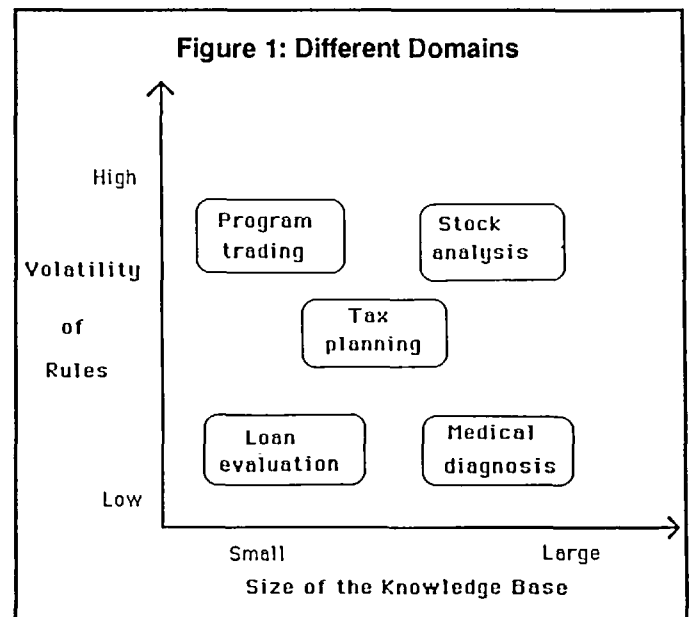 Figure 1: Different Domains
High
Program
trading
Stock
analysis
Volatility
of
Rules
Tax
planning
Loan
evaluation
Medical
diagnosis
Low
Small
Large
Size of the Knowledge Base